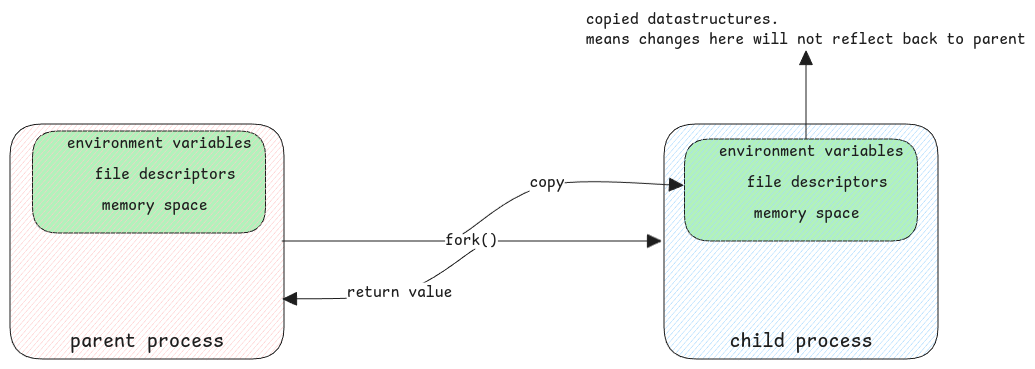 copied datastructures.
means changes here will not reflect back to parent
environment variables
file descriptors
memory space
parent process
copy
fork()
return value
environment variables
file descriptors
memory space
child process